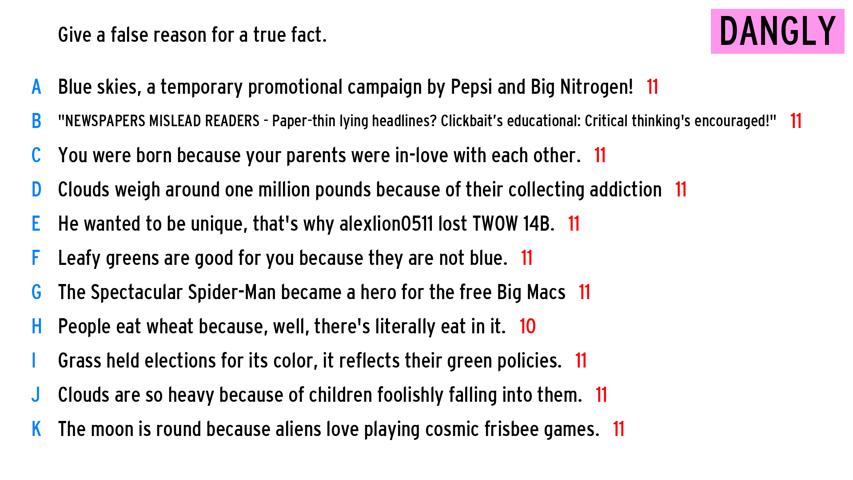 Give a false reason for a true fact.
DANGLY
A Blue skies, a temporary promotional campaign by Pepsi and Big Nitrogen! 11
B "NEWSPAPERS MISLEAD READERS - Paper-thin lying headlines? Clickbait's educational: Critical thinking's encouraged!" 11
C You were born because your parents were in-love with each other. 11
D Clouds weigh around one million pounds because of their collecting addiction 11
E He wanted to be unique, that's why alexlion0511 lost TWOW 14B. 11
F Leafy greens are good for you because they are not blue. 11
G The Spectacular Spider-Man became a hero for the free Big Macs 11
H People eat wheat because, well, there's literally eat in it. 10
I Grass held elections for its color, it reflects their green policies. 11
J Clouds are so heavy because of children foolishly falling into them. 11
K The moon is round because aliens love playing cosmic frisbee games. 11